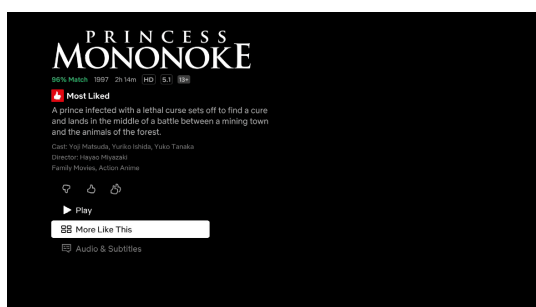 PRINCESS
MONONOKE
96% Match 1997 2h 14m HD 5.1 13+
Most Liked
A prince infected with a lethal curse sets off to find a cure
and lands in the middle of a battle between a mining town
and the animals of the forest.
Cast: Yoji Matsuda, Yuriko Ishida, Yuko Tanaka
Director: Hayao Miyazaki
Family Movies, Action Anime
Play
More Like This
Audio & Subtitles